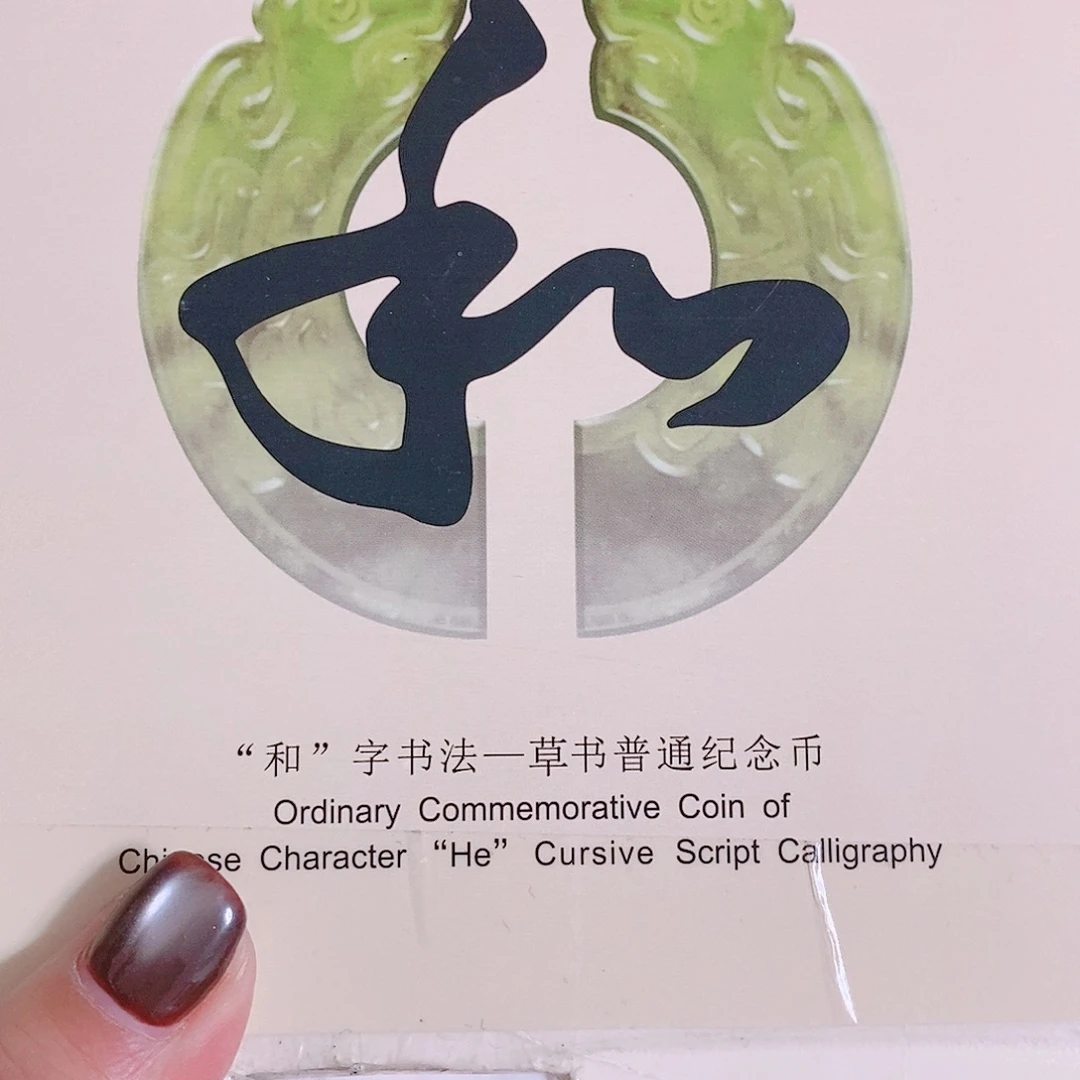 和
“和”字书法—草书普通纪念币
Ordinary Commemorative Coin of
Character “He” Cursive Script Calligraphy